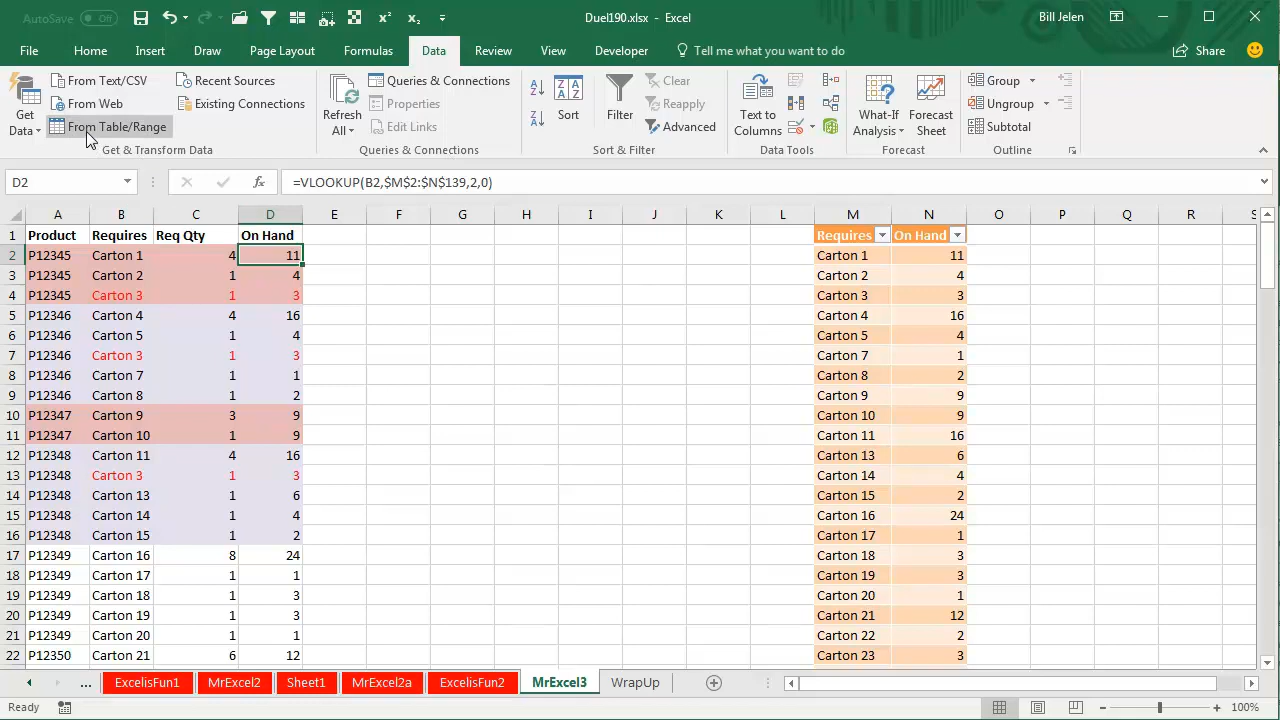 AutoSave Off
Duel190.xlsx - Excel
Bill Jelen
File Home Insert Draw Page Layout Formulas Data Review View Developer Tell me what you want to do Share
Get Data
From Text/CSV
From Web
From Table/Range
Recent Sources
Existing Connections
Get & Transform Data
Refresh All
Queries & Connections
Properties
Edit Links
Queries & Connections
Sort
Filter
Clear
Reapply
Advanced
Sort & Filter
Text to Columns
Data Tools
What-If Analysis
Forecast Sheet
Forecast
Group
Ungroup
Subtotal
Outline
D2 fx =VLOOKUP(B2,$M$2:$N$139,2,0)
A B C D E F G H I J K L M N O P Q R S
1 Product Requires Req Qty On Hand Requires On Hand
2 P12345 Carton 1 4 11 Carton 1 11
3 P12345 Carton 2 1 4 Carton 2 4
4 P12345 Carton 3 1 3 Carton 3 3
5 P12346 Carton 4 4 16 Carton 4 16
6 P12346 Carton 5 1 4 Carton 5 4
7 P12346 Carton 3 1 3 Carton 7 1
8 P12346 Carton 7 1 1 Carton 8 2
9 P12346 Carton 8 1 2 Carton 9 9
10 P12347 Carton 9 3 9 Carton 10 9
11 P12347 Carton 10 1 9 Carton 11 16
12 P12348 Carton 11 4 16 Carton 13 6
13 P12348 Carton 3 1 3 Carton 14 4
14 P12348 Carton 13 1 6 Carton 15 2
15 P12348 Carton 14 1 4 Carton 16 24
16 P12348 Carton 15 1 2 Carton 17 1
17 P12349 Carton 16 8 24 Carton 18 3
18 P12349 Carton 17 1 1 Carton 19 3
19 P12349 Carton 18 1 3 Carton 20 1
20 P12349 Carton 19 1 3 Carton 21 12
21 P12349 Carton 20 1 1 Carton 22 2
22 P12350 Carton 21 6 12 Carton 23 3
... ExcelisFun1 MrExcel2 Sheet1 MrExcel2a ExcelisFun2 MrExcel3 WrapUp
Ready 100%